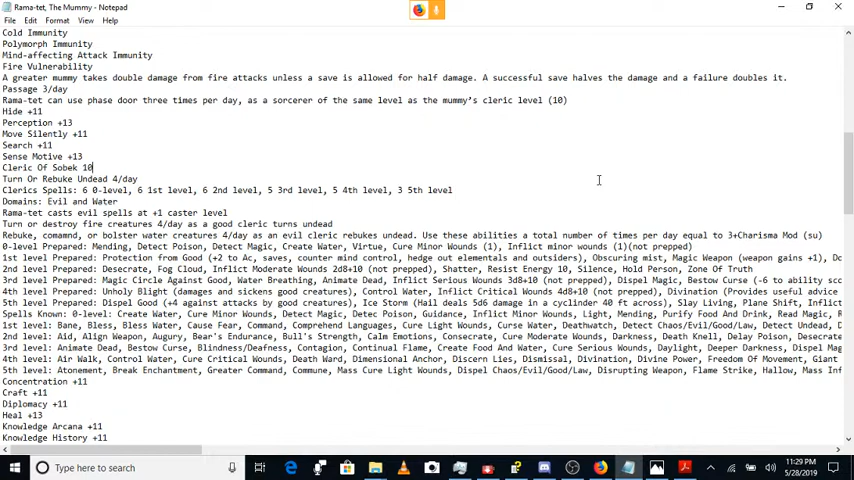 Rama-tet, The Mummy - Notepad
File Edit Format View Help
Cold Immunity
Polymorph Immunity
Mind-affecting Attack Immunity
Fire Vulnerability
A greater mummy takes double damage from fire attacks unless a save is allowed for half damage. A successful save halves the damage and a failure doubles it.
Passage 3/day
Rama-tet can use phase door three times per day, as a sorcerer of the same level as the mummy's cleric level (10)
Hide +11
Perception +13
Move Silently +11
Search +11
Sense Motive +13
Cleric Of Sobek 10
Turn Or Rebuke Undead 4/day
Clerics Spells: 6 0-level, 6 1st level, 6 2nd level, 5 3rd level, 5 4th level, 3 5th level
Domains: Evil and Water
Rama-tet casts evil spells at +1 caster level
Turn or destroy fire creatures 4/day as a good cleric turns undead
Rebuke, comamnd, or bolster water creatures 4/day as an evil cleric rebukes undead. Use these abilities a total number of times per day equal to 3+Charisma Mod (su)
0-level Prepared: Mending, Detect Poison, Detect Magic, Create Water, Virtue, Cure Minor Wounds (1), Inflict minor wounds (1)(not prepped)
1st level Prepared: Protection from Good (+2 to Ac, saves, counter mind control, hedge out elementals and outsiders), Obscuring mist, Magic Weapon (weapon gains +1), Do
2nd level Prepared: Desecrate, Fog Cloud, Inflict Moderate Wounds 2d8+10 (not prepped), Shatter, Resist Energy 10, Silence, Hold Person, Zone Of Truth
3rd level Prepared: Magic Circle Against Good, Water Breathing, Animate Dead, Inflict Serious Wounds 3d8+10 (not prepped), Dispel Magic, Bestow Curse (-6 to ability sco
4th level Prepared: Unholy Blight (damages and sickens good creatures), Control Water, Inflict Critical Wounds 4d8+10 (not prepped), Divination (Provides useful advice
5th level Prepared: Dispel Good (+4 against attacks by good creatures), Ice Storm (Hail deals 5d6 damage in a cylinder 40 ft across), Slay Living, Plane Shift, Inflict
Spells Known: 0-level: Create Water, Cure Minor Wounds, Detect Magic, Detec Poison, Guidance, Inflict Minor Wounds, Light, Mending, Purify Food And Drink, Read Magic, R
1st level: Bane, Bless, Bless Water, Cause Fear, Command, Comprehend Languages, Cure Light Wounds, Curse Water, Deathwatch, Detect Chaos/Evil/Good/Law, Detect Undead, D
2nd level: Aid, Align Weapon, Augury, Bear's Endurance, Bull's Strength, Calm Emotions, Consecrate, Cure Moderate Wounds, Darkness, Death Knell, Delay Poison, Desecrate
3rd level: Animate Dead, Bestow Curse, Blindness/Deafness, Contagion, Continual Flame, Create Food And Water, Cure Serious Wounds, Daylight, Deeper Darkness, Dispel Mag
4th level: Air Walk, Control Water, Cure Critical Wounds, Death Ward, Dimensional Anchor, Discern Lies, Dismissal, Divination, Divine Power, Freedom Of Movement, Giant
5th level: Atonement, Break Enchantment, Greater Command, Commune, Mass Cure Light Wounds, Dispel Chaos/Evil/Good/Law, Disrupting Weapon, Flame Strike, Hallow, Mass Inf
Concentration +11
Craft +11
Diplomacy +11
Heal +13
Knowledge Arcana +11
Knowledge History +11
Type here to search
11:29 PM
5/28/2019